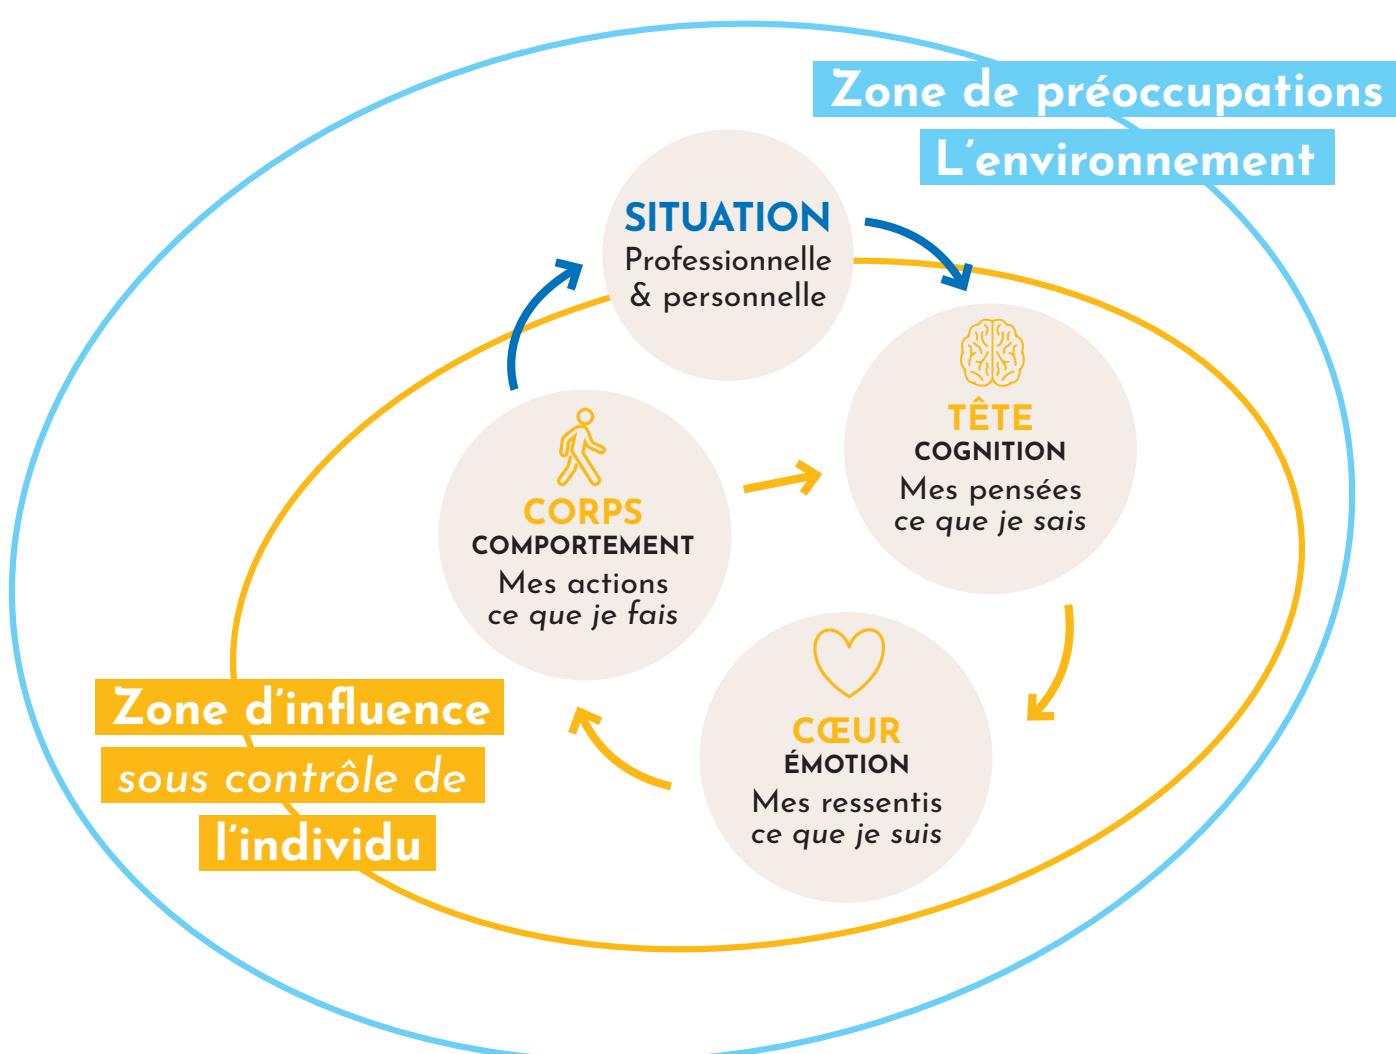 Zone de préoccupations
L'environnement
SITUATION
Professionnelle
& personnelle
TÊTE
COGNITION
Mes pensées
ce que je sais
CORPS
COMPORTEMENT
Mes actions
ce que je fais
CŒUR
ÉMOTION
Mes ressentis
ce que je suis
Zone d'influence
sous contrôle de
l'individu